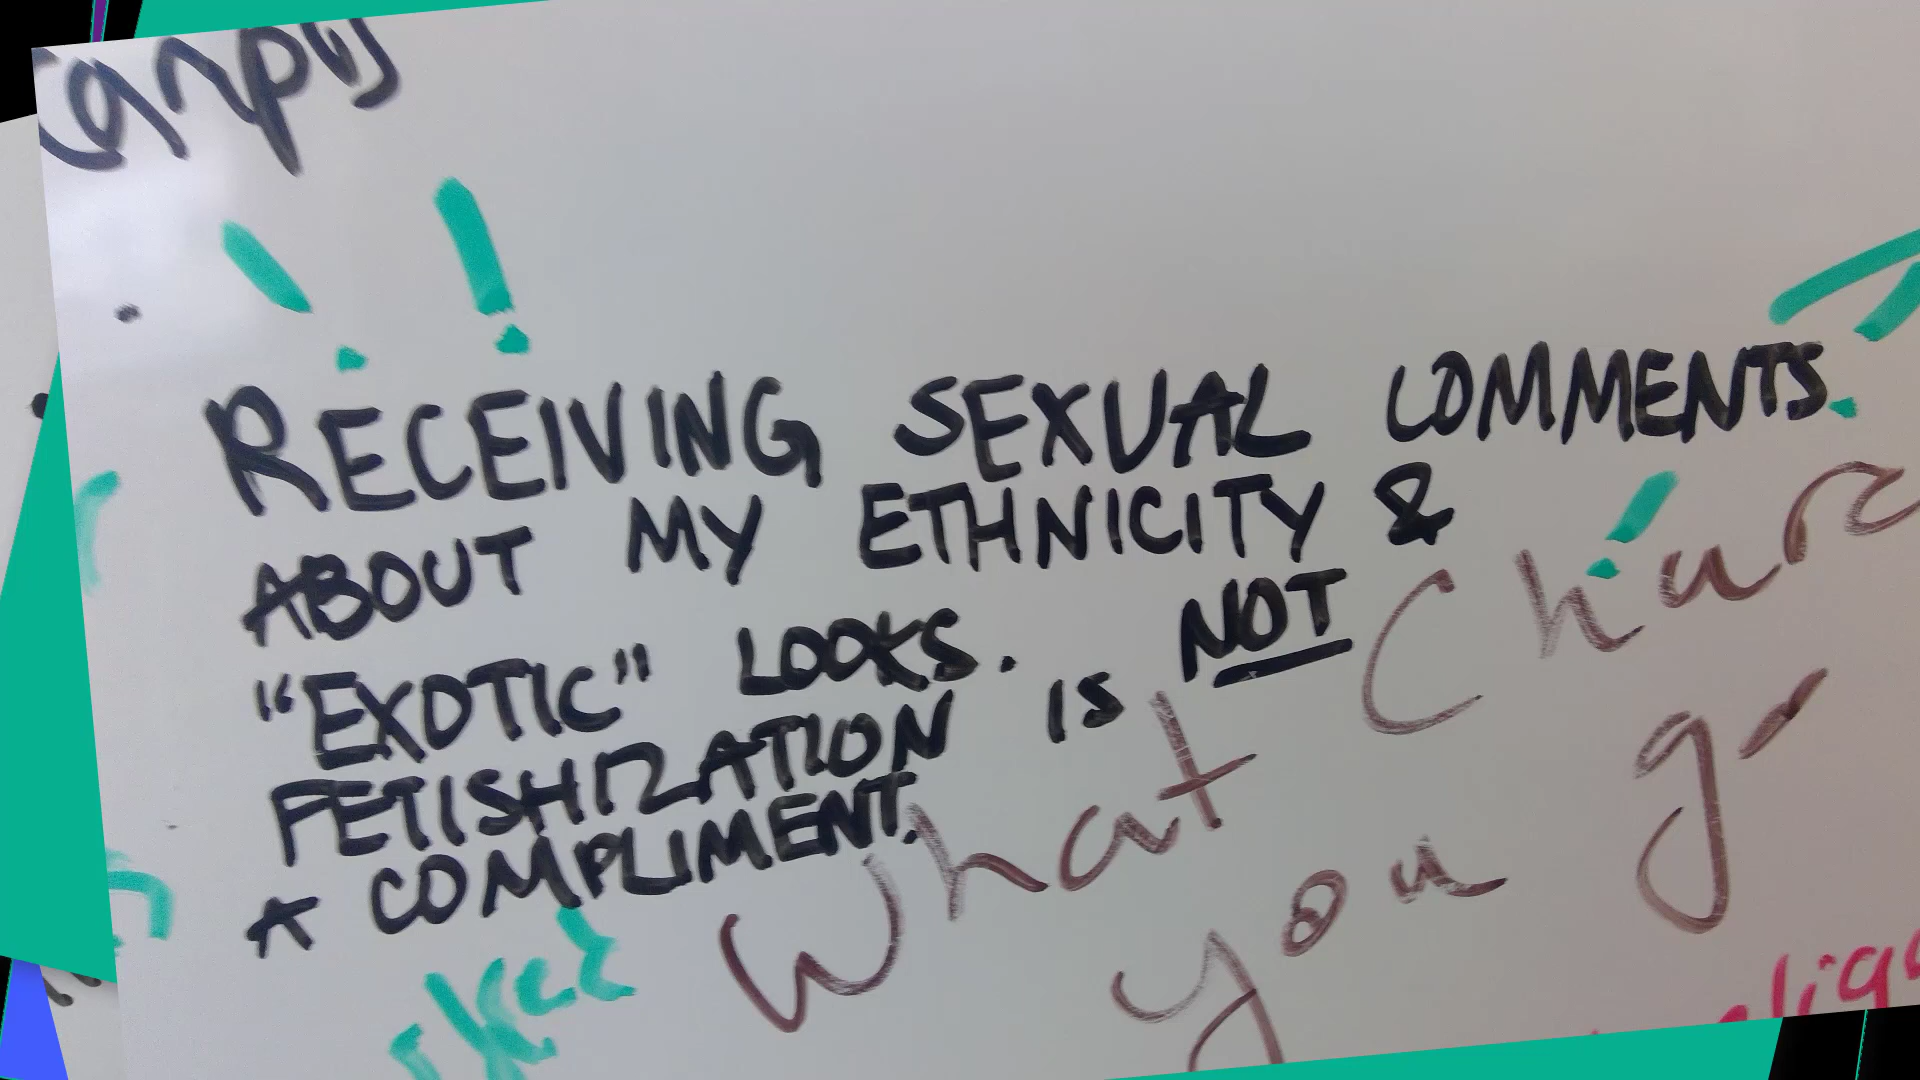 RECEIVING SEXUAL COMMENTS.
ABOUT MY ETHNICITY &
"EXOTIC" LOOKS.
FETISHIZATION IS NOT
A COMPLIMENT.
What
you